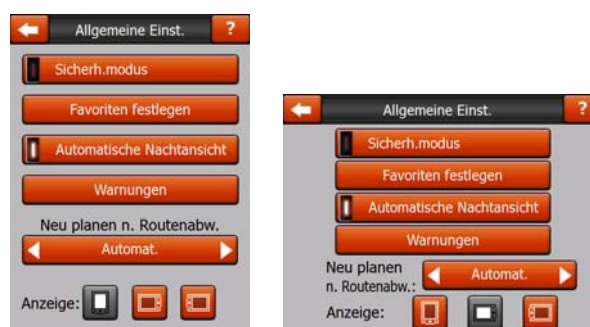 Allgemeine Einst.
?
Sicherh.modus
Favoriten festlegen
Automatische Nachtansicht
Warnungen
Neu planen n. Routenabw.
Automat.
Anzeige:
Allgemeine Einst.
?
Sicherh.modus
Favoriten festlegen
Automatische Nachtansicht
Warnungen
Neu planen
n. Routenabw.:
Automat.
Anzeige: